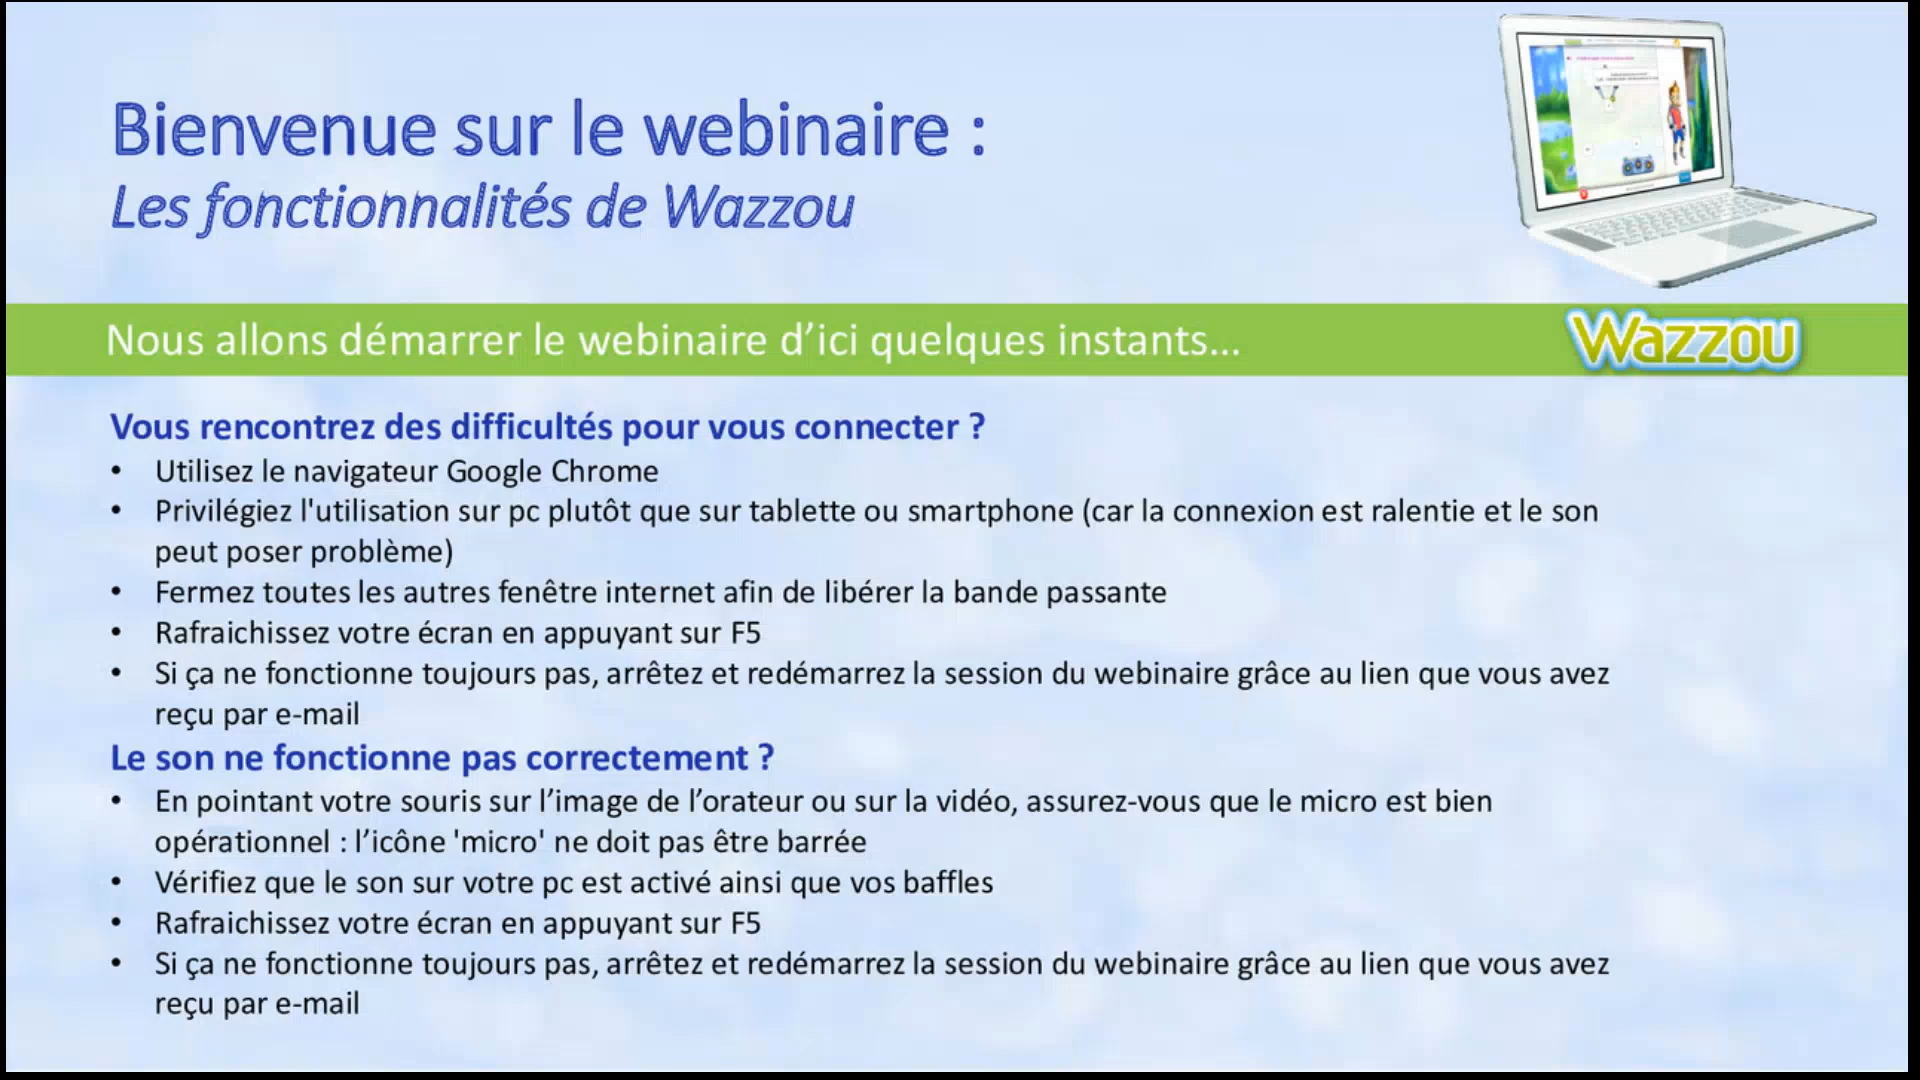 Bienvenue sur le webinaire :
Les fonctionnalités de Wazzou
Nous allons démarrer le webinaire d’ici quelques instants...
Wazzou
Vous rencontrez des difficultés pour vous connecter ?
• Utilisez le navigateur Google Chrome
• Privilégiez l'utilisation sur pc plutôt que sur tablette ou smartphone (car la connexion est ralentie et le son
peut poser problème)
• Fermez toutes les autres fenêtre internet afin de libérer la bande passante
• Rafraichissez votre écran en appuyant sur F5
• Si ça ne fonctionne toujours pas, arrêtez et redémarrez la session du webinaire grâce au lien que vous avez
reçu par e-mail
Le son ne fonctionne pas correctement ?
• En pointant votre souris sur l’image de l’orateur ou sur la vidéo, assurez-vous que le micro est bien
opérationnel : l’icône 'micro' ne doit pas être barrée
• Vérifiez que le son sur votre pc est activé ainsi que vos baffles
• Rafraichissez votre écran en appuyant sur F5
• Si ça ne fonctionne toujours pas, arrêtez et redémarrez la session du webinaire grâce au lien que vous avez
reçu par e-mail